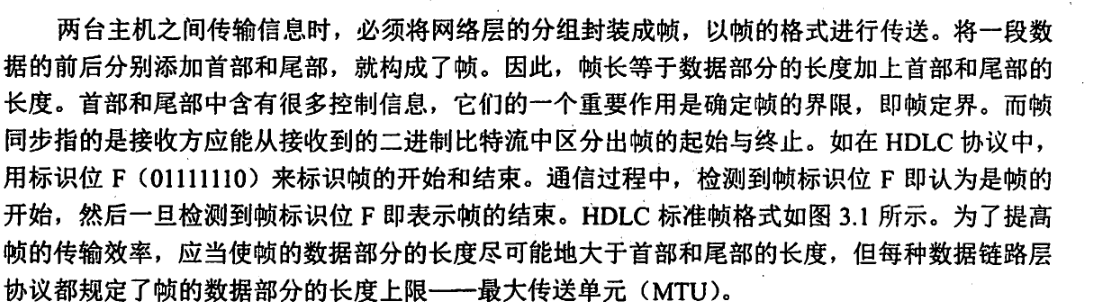 两台主机之间传输信息时，必须将网络层的分组封装成帧，以帧的格式进行传送。将一段数
据的前后分别添加首部和尾部，就构成了帧。因此，帧长等于数据部分的长度加上首部和尾部的
长度。首部和尾部中含有很多控制信息，它们的一个重要作用是确定帧的界限，即帧定界。而帧
同步指的是接收方应能从接收到的二进制比特流中区分出帧的起始与终止。如在 HDLC 协议中，
用标识位 F（01111110）来标识帧的开始和结束。通信过程中，检测到帧标识位 F 即认为是帧的
开始，然后一旦检测到帧标识位 F 即表示帧的结束。HDLC 标准帧格式如图 3.1 所示。为了提高
帧的传输效率，应当使帧的数据部分的长度尽可能地大于首部和尾部的长度，但每种数据链路层
协议都规定了帧的数据部分的长度上限——最大传送单元（MTU）。